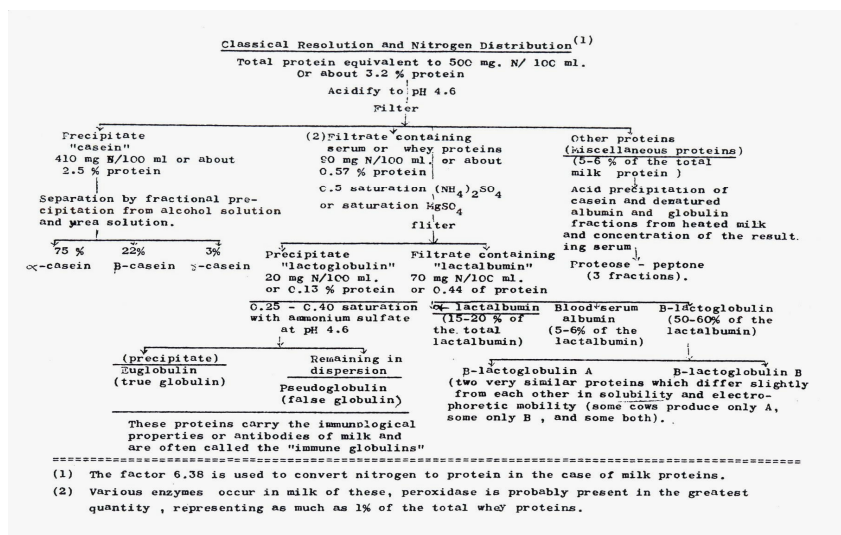 Classical Resolution and Nitrogen Distribution(1)
Total protein equivalent to 500 mg. N/ 10C ml.
Or about 3.2 % protein
Acidify to pH 4.6
Filter
Precipitate
"casein"
410 mg N/100 ml or about
2.5 % protein
Separation by fractional pre-
cipitation from alcohol solution
and urea solution.
75 % 22% 3%
∝-casein β-casein γ-casein
(2)Filtrate containing
serum or whey proteins
90 mg N/100 ml. or about
0.57 % protein
0.5 saturation (NH4)2SO4
or saturation MgSO4
fliter
Other proteins
(Miscellaneous proteins)
(5-6 % of the total
milk protein )
Acid precipitation of
casein and denatured
albumin and globulin
fractions from heated milk
and concentration of the result.
ing serum
Proteose - peptone
(3 fractions).
Precipitate
"lactoglobulin"
20 mg N/100 ml.
or 0.13 % protein
Filtrate containing
"lactalbumin"
70 mg N/10C ml.
or 0.44 of protein
0.25 - 0.40 saturation
with ammonium sulfate
at pH 4.6
∝- lactalbumin
(15-20 % of
the total
lactalbumin)
Blood serum
albumin
(5-6% of the
lactalbumin)
B-lactoglobulin
(50-60% of the
lactalbumin)
(precipitate)
Euglobulin
(true globulin)
Remaining in
dispersion
Pseudoglobulin
(false globulin)
B-lactoglobulin A B-lactoglobulin B
(two very similar proteins which differ slightly
from each other in solubility and electro-
phoretic mobility (some cows produce only A,
some only B , and some both).
These proteins carry the immunological
properties or antibodies of milk and
are often called the "immune globulins"
(1) The factor 6.38 is used to convert nitrogen to protein in the case of milk proteins.
(2) Various enzymes occur in milk of these, peroxidase is probably present in the greatest
quantity , representing as much as 1% of the total whey proteins.